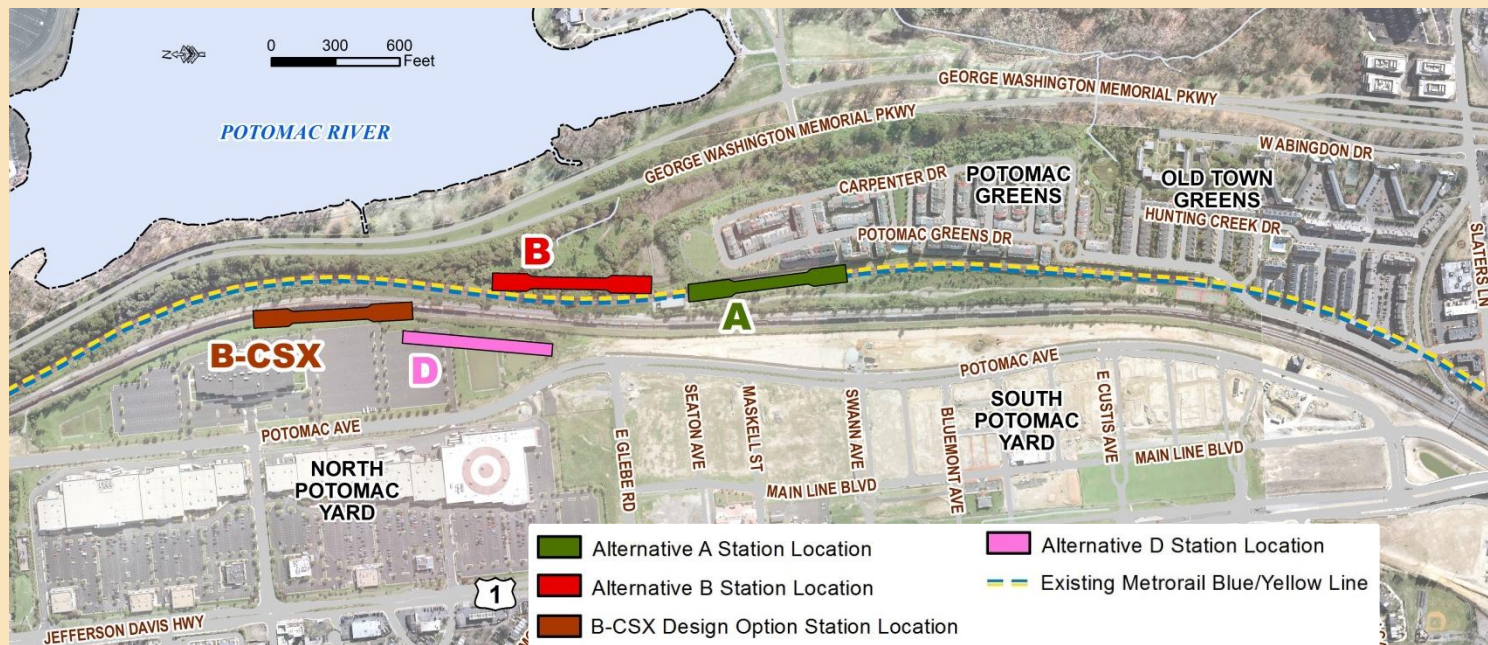 N
0 300 600
Feet
POTOMAC RIVER
GEORGE WASHINGTON MEMORIAL PKWY
GEORGE WASHINGTON MEMORIAL PKWY
W ABINGDON DR
CARPENTER DR
POTOMAC
GREENS
OLD TOWN
GREENS
HUNTING CREEK DR
POTOMAC GREENS DR
SLATERS LN
B
A
B-CSX
D
POTOMAC AVE
POTOMAC AVE
SEATON AVE
MASKELL ST
SWANN AVE
BLUEMONT AVE
SOUTH
POTOMAC
YARD
E CUSTIS AVE
MAIN LINE BLVD
E GLEBE RD
MAIN LINE BLVD
NORTH
POTOMAC
YARD
1
JEFFERSON DAVIS HWY
Alternative A Station Location
Alternative B Station Location
B-CSX Design Option Station Location
Alternative D Station Location
Existing Metrorail Blue/Yellow Line